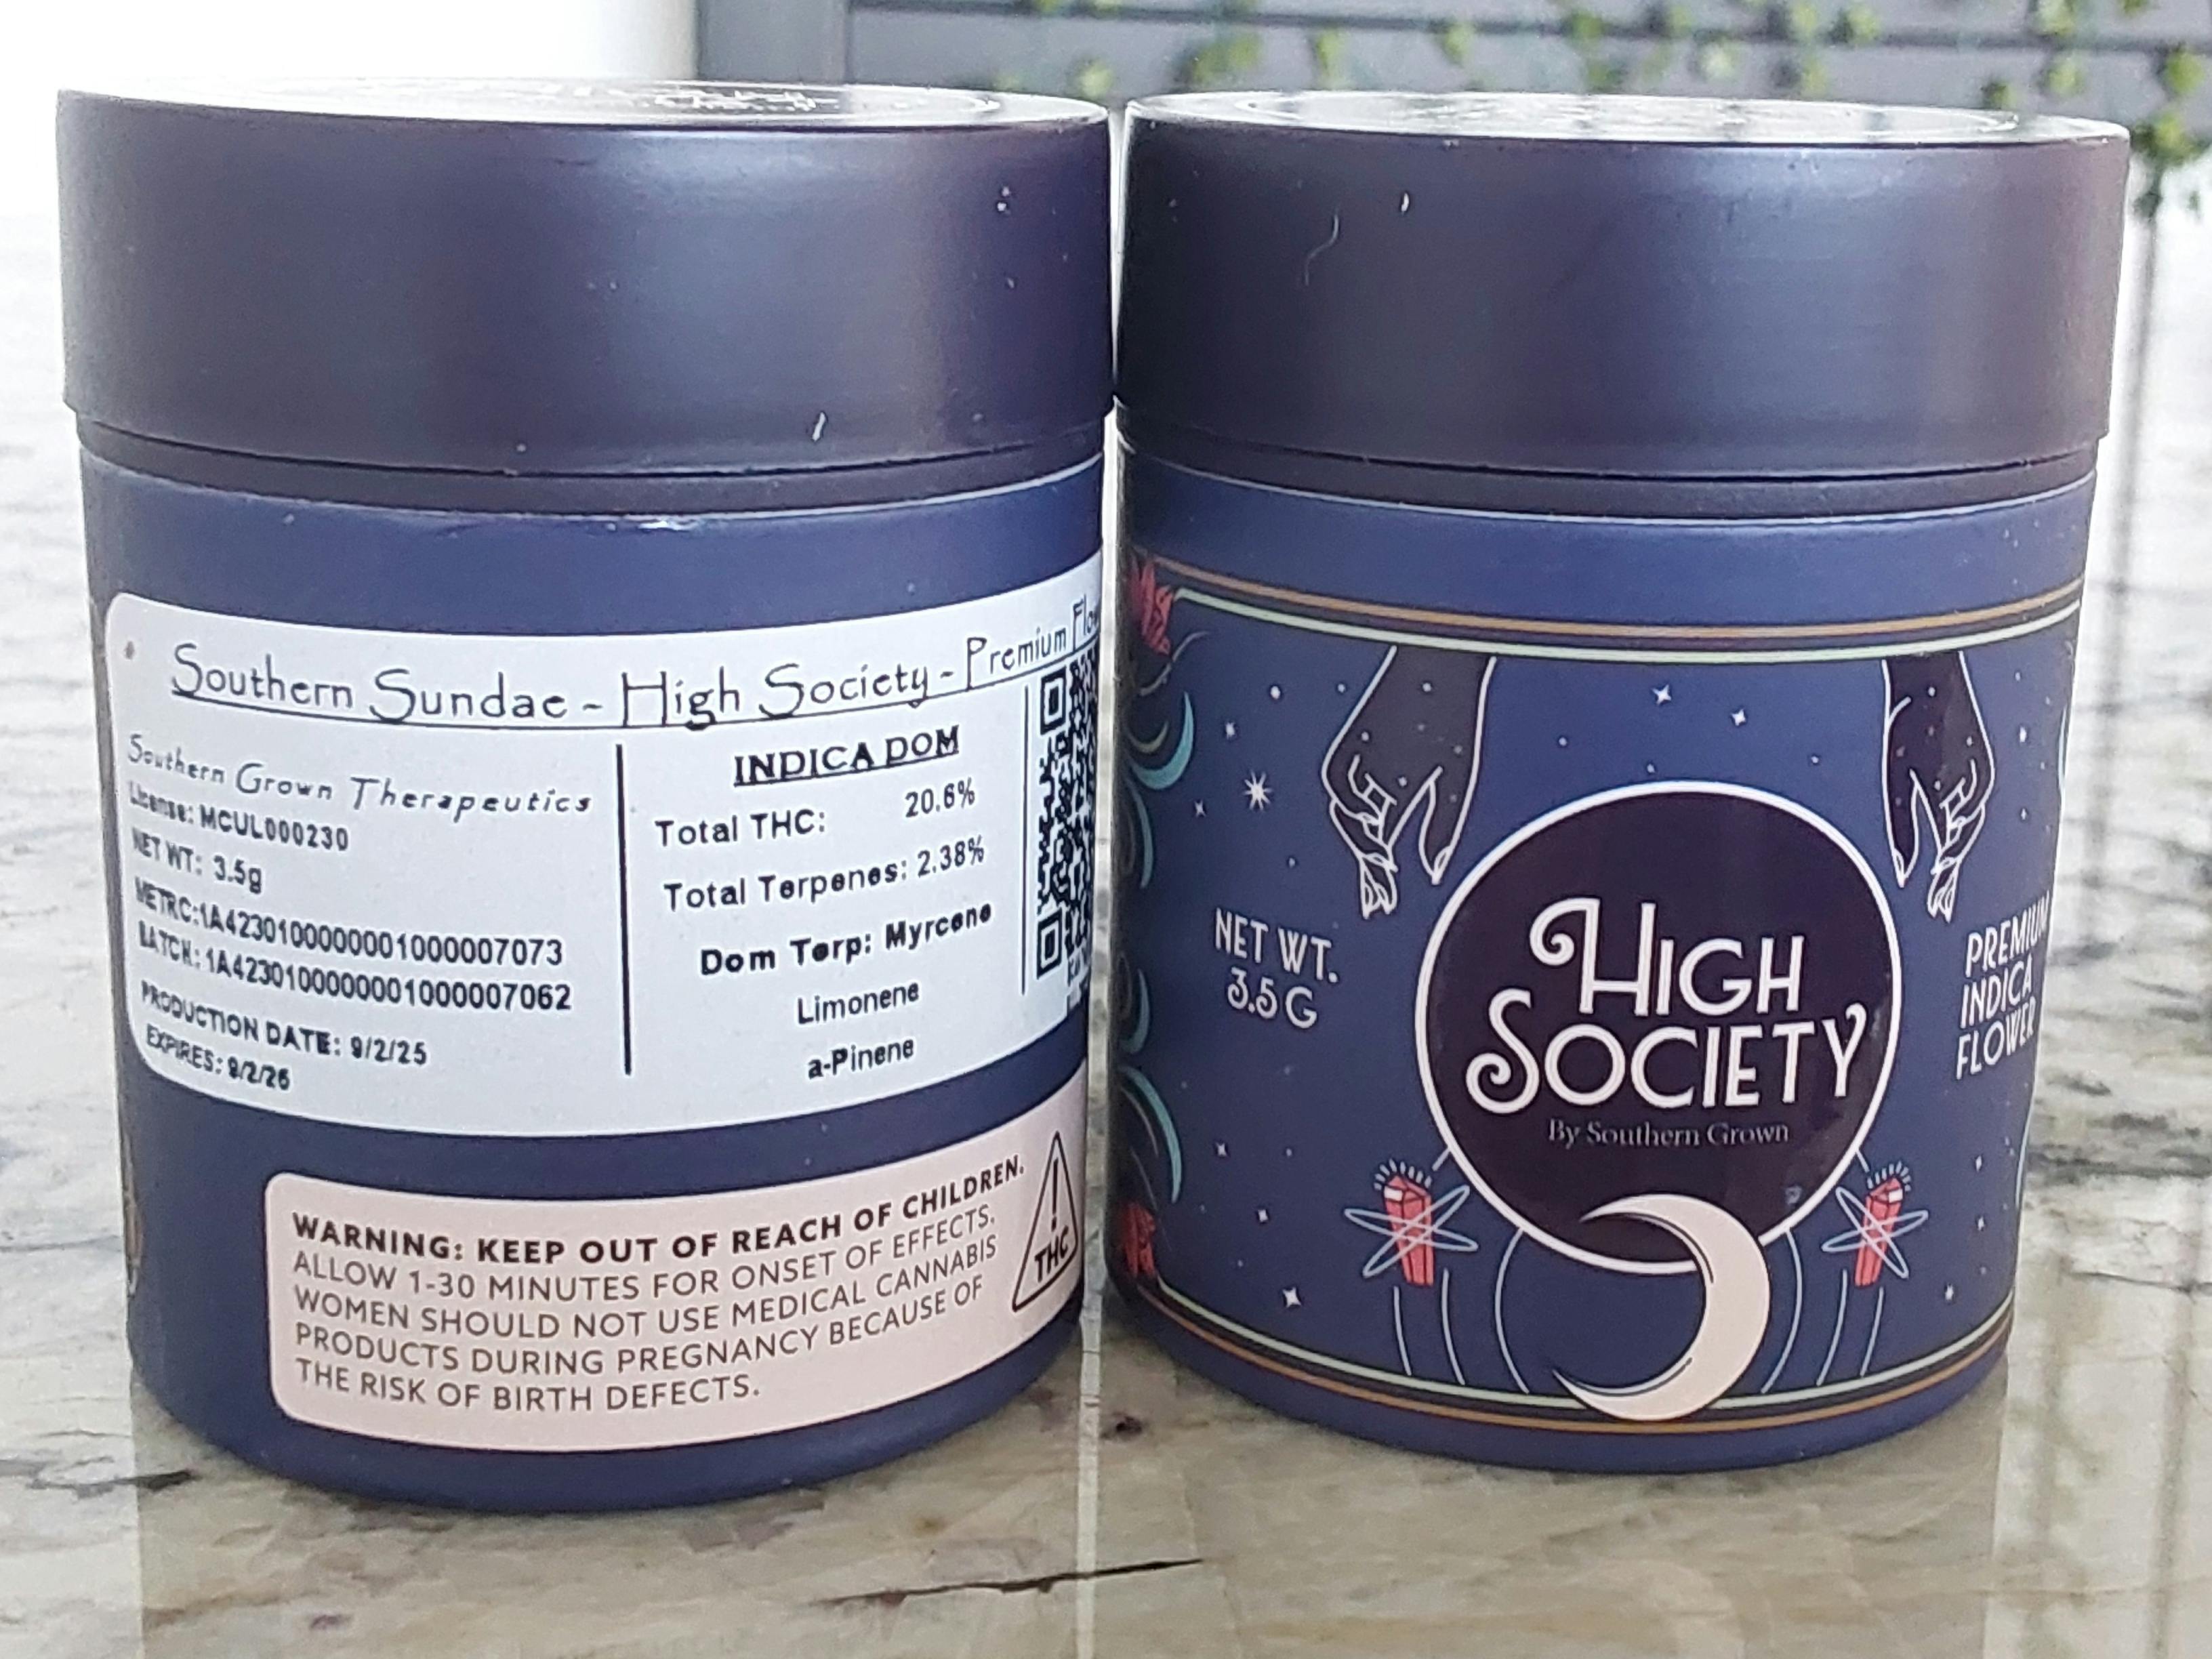 Southern Sundae - High Society - Premium
Southern Grown Therapeutics
License: MCUL000230
NET WT: 3.5g
METRC:1A4230100000001000007073
BATCH: 1A4230100000001000007062
PRODUCTION DATE: 9/2/25
EXPIRES: 9/2/26
INDICA DOM
Total THC: 20.6%
Total Terpenes: 2.38%
Dom Terp: Myrcene
Limonene
a-Pinene
WARNING: KEEP OUT OF REACH OF CHILDREN.
ALLOW 1-30 MINUTES FOR ONSET OF EFFECTS.
WOMEN SHOULD NOT USE MEDICAL CANNABIS
PRODUCTS DURING PREGNANCY BECAUSE OF
THE RISK OF BIRTH DEFECTS.
!
THC
NET WT.
3.5 G
HIGH
SOCIETY
By Southern Grown
PREMIUM
INDICA
FLOWER